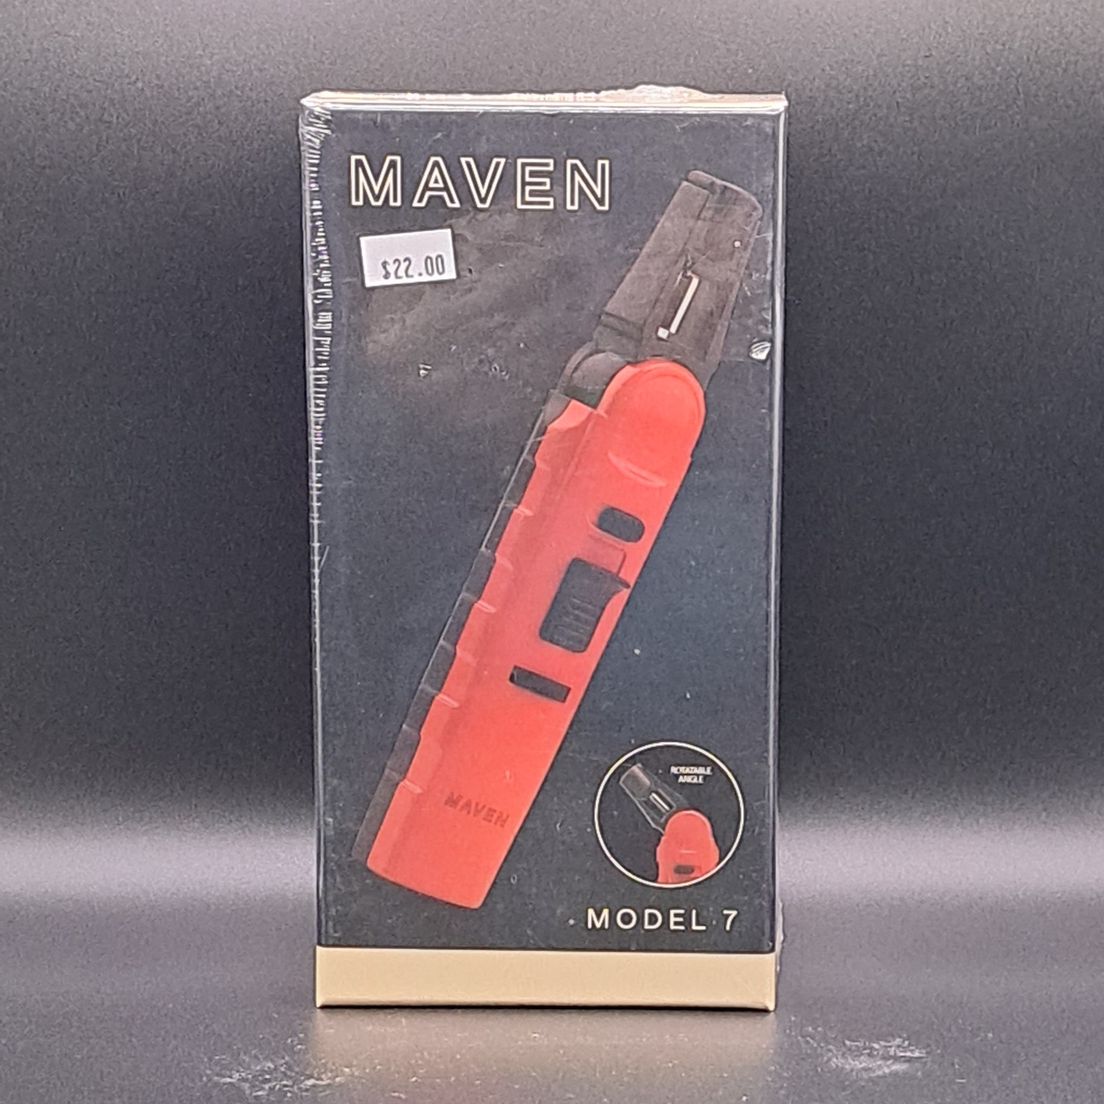 MAVEN
$22.00
MAVEN
ROTATABLE
ANGLE
MODEL 7